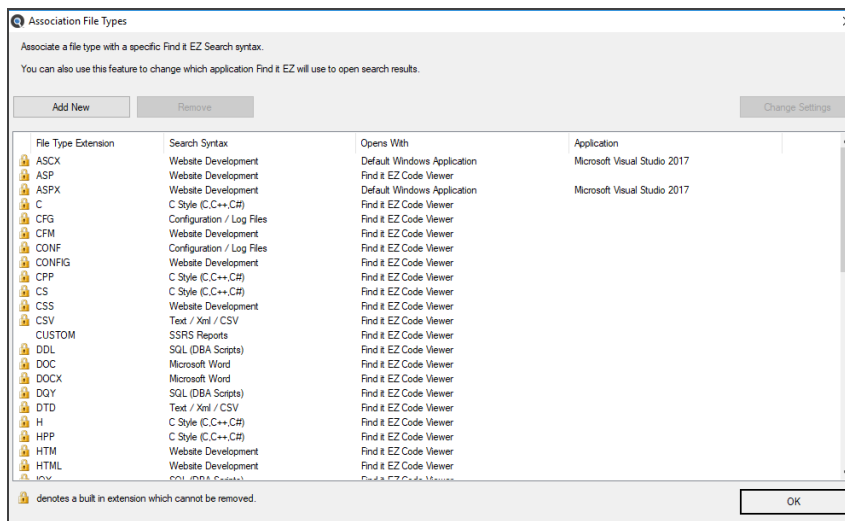 Association File Types
Associate a file type with a specific Find it EZ Search syntax.
You can also use this feature to change which application Find it EZ will use to open search results.
Add New Remove Change Settings
File Type Extension Search Syntax Opens With Application
ASCX Website Development Default Windows Application Microsoft Visual Studio 2017
ASP Website Development Find it EZ Code Viewer
ASPX Website Development Default Windows Application Microsoft Visual Studio 2017
C C Style (C,C++,C#) Find it EZ Code Viewer
CFG Configuration / Log Files Find it EZ Code Viewer
CFM Website Development Find it EZ Code Viewer
CONF Configuration / Log Files Find it EZ Code Viewer
CONFIG Website Development Find it EZ Code Viewer
CPP C Style (C,C++,C#) Find it EZ Code Viewer
CS C Style (C,C++,C#) Find it EZ Code Viewer
CSS Website Development Find it EZ Code Viewer
CSV Text / Xml / CSV Find it EZ Code Viewer
CUSTOM SSRS Reports Find it EZ Code Viewer
DDL SQL (DBA Scripts) Find it EZ Code Viewer
DOC Microsoft Word Find it EZ Code Viewer
DOCX Microsoft Word Find it EZ Code Viewer
DQY SQL (DBA Scripts) Find it EZ Code Viewer
DTD Text / Xml / CSV Find it EZ Code Viewer
H C Style (C,C++,C#) Find it EZ Code Viewer
HPP C Style (C,C++,C#) Find it EZ Code Viewer
HTM Website Development Find it EZ Code Viewer
HTML Website Development Find it EZ Code Viewer
denotes a built in extension which cannot be removed.
OK